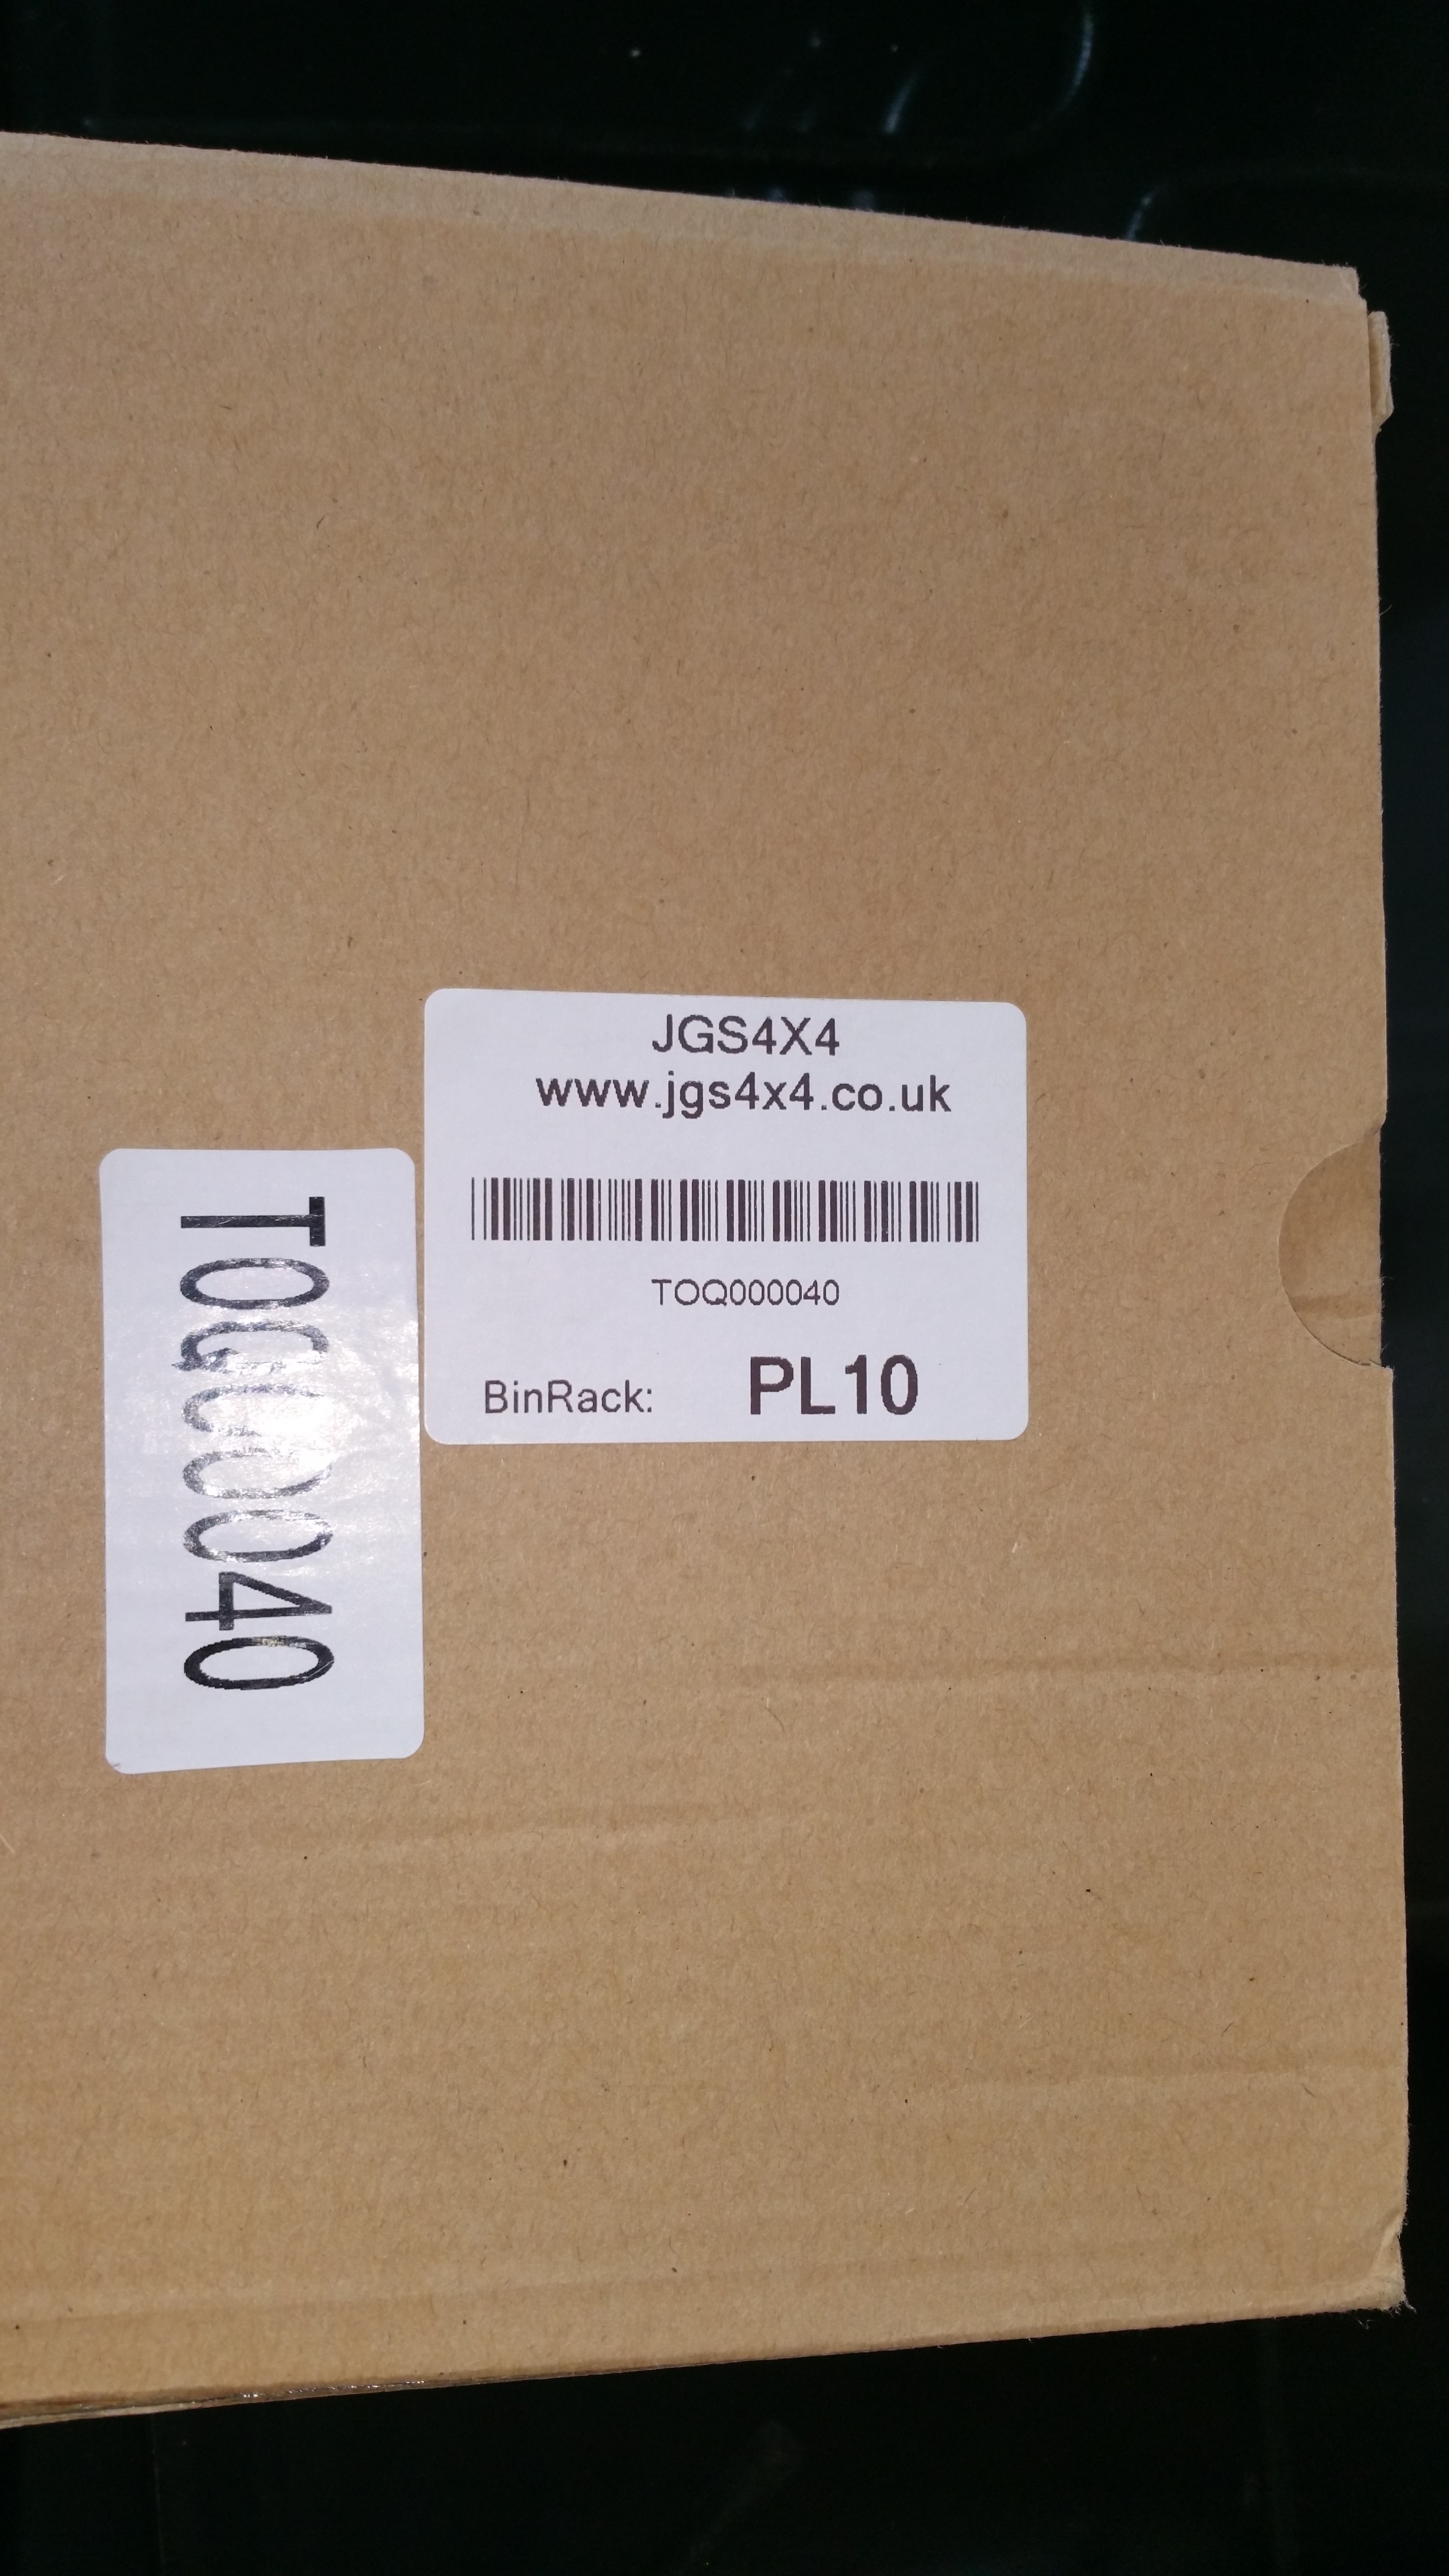 JGS4X4
www.jgs4x4.co.uk
TOQ000040
BinRack: PL10
TOQ00040